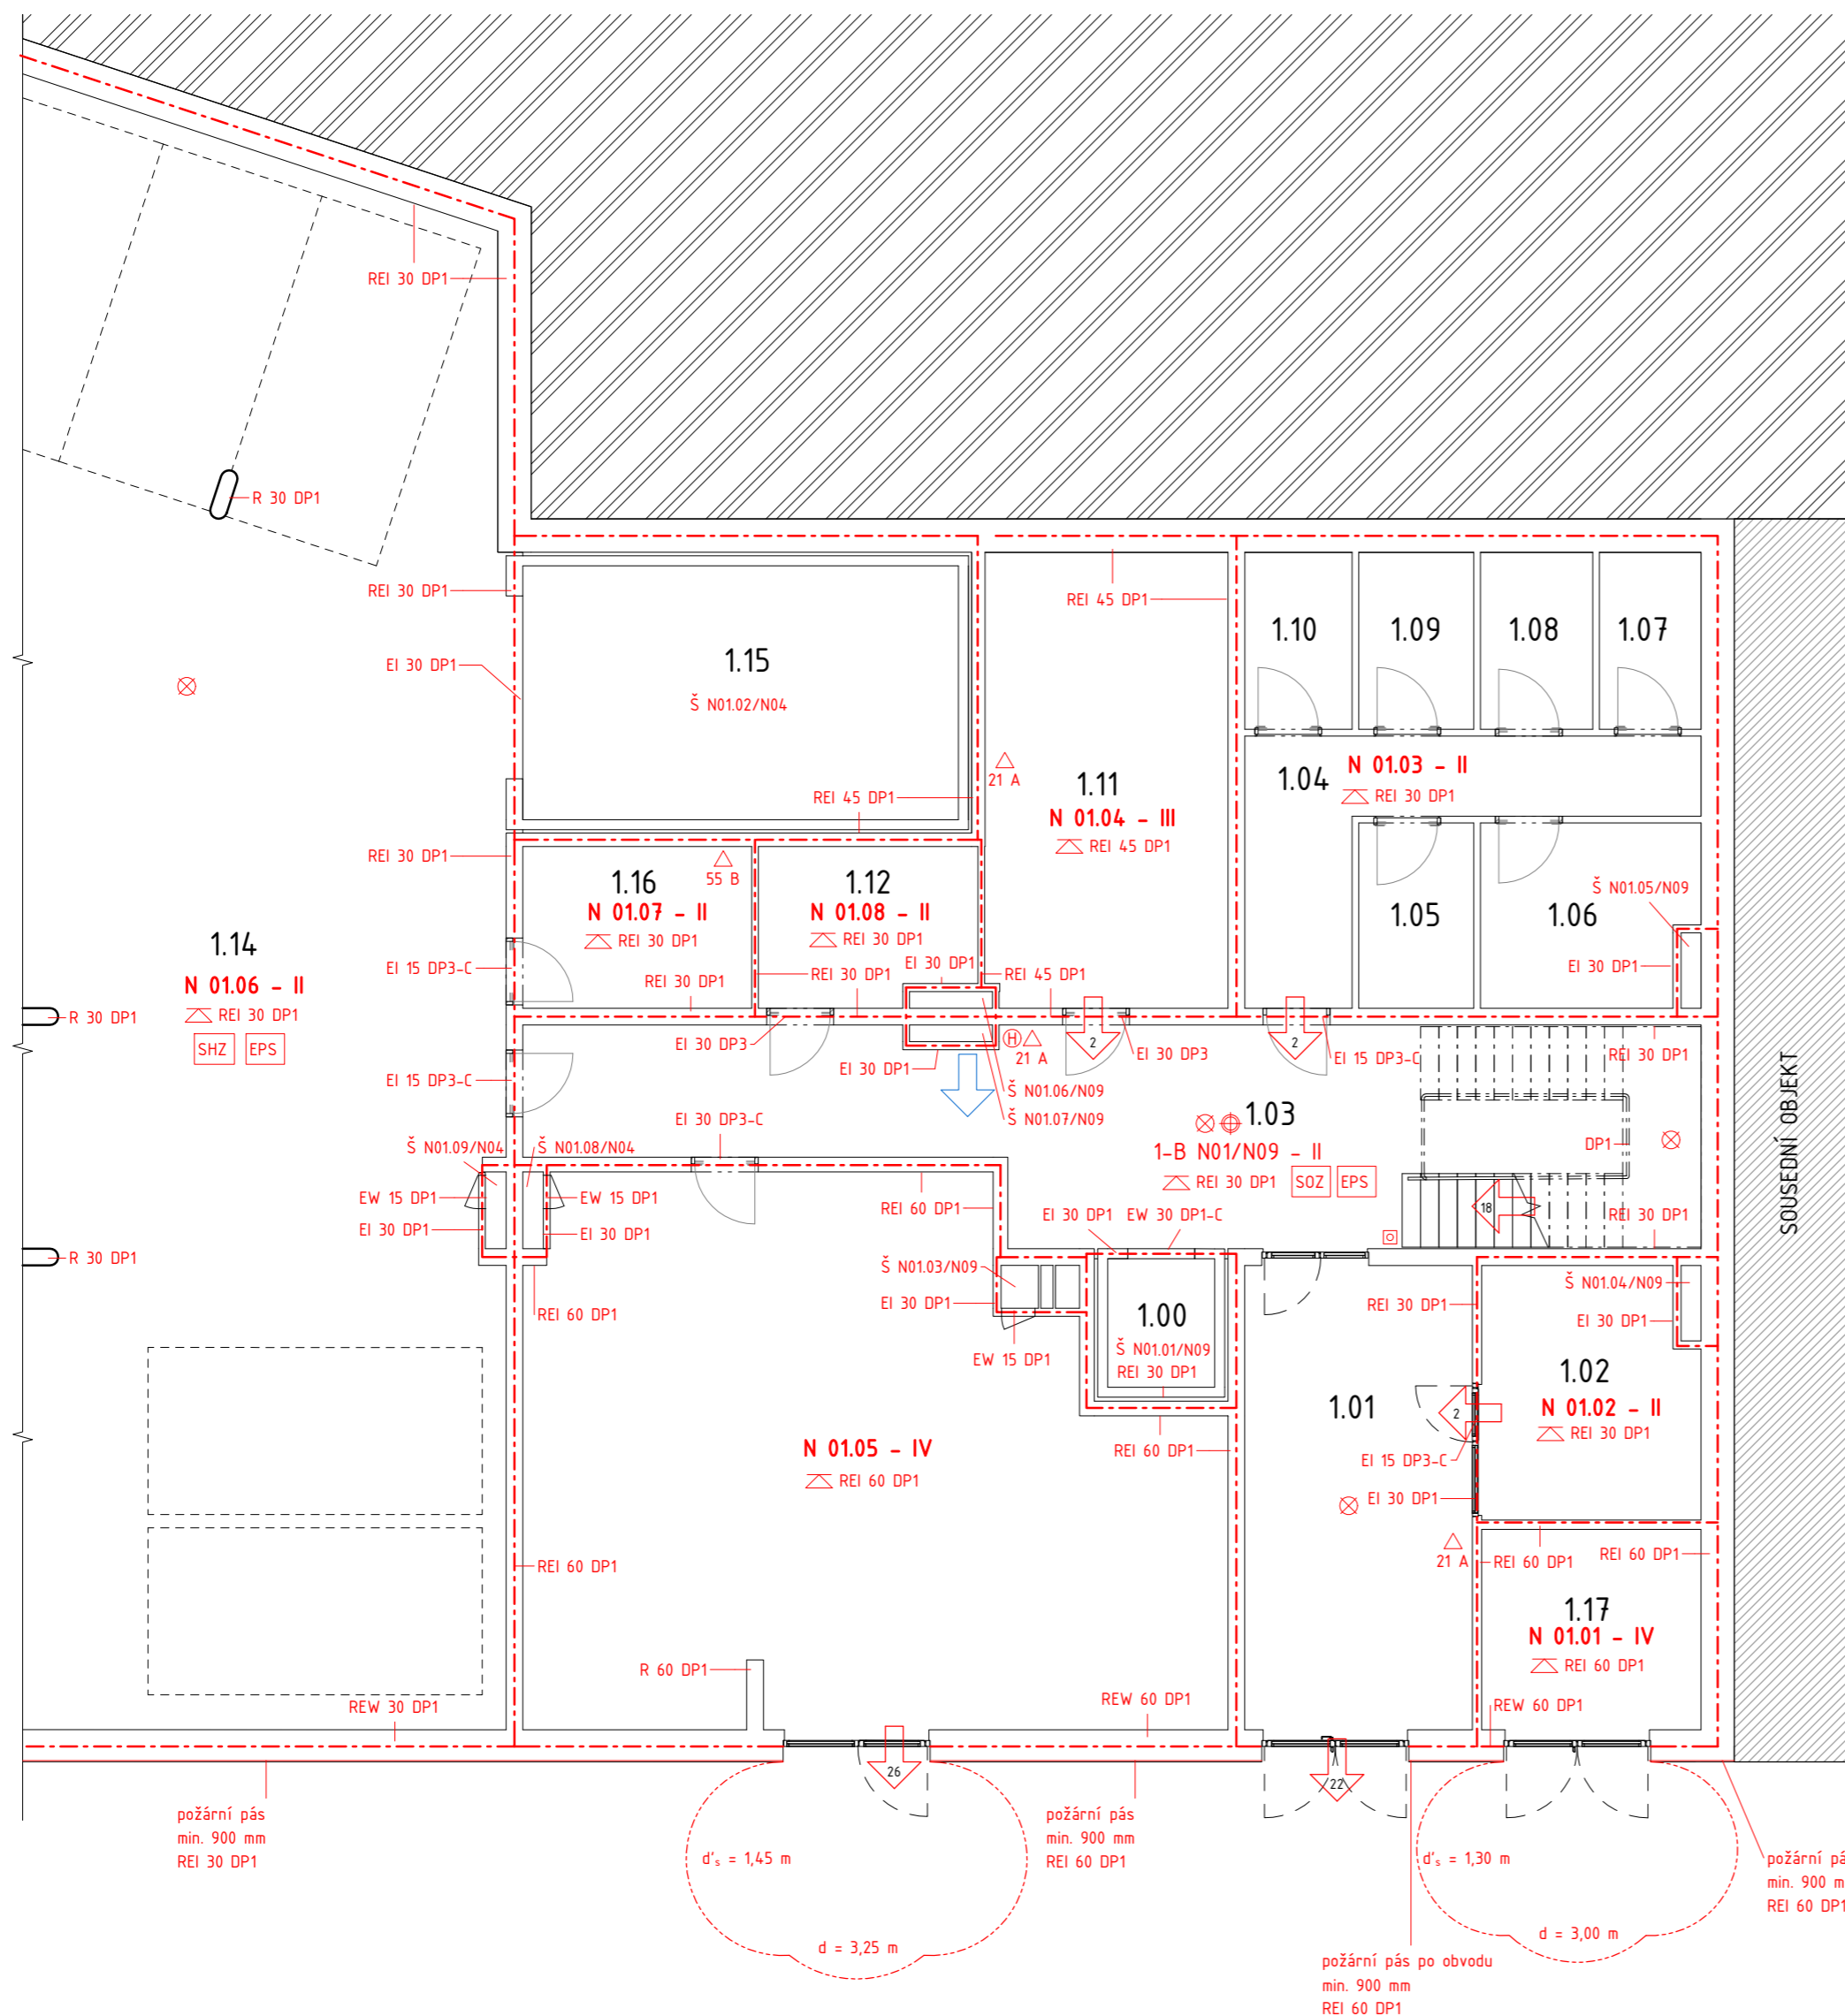 REI 30 DP1
R 30 DP1
REI 30 DP1
REI 45 DP1
1.10
1.09
1.08
1.07
EI 30 DP1
1.15
Š N01.02/N04
21 A
1.11
N 01.04 - III
REI 45 DP1
1.04
N 01.03 - II
REI 30 DP1
REI 45 DP1
REI 30 DP1
55 B
1.16
N 01.07 - II
REI 30 DP1
1.12
N 01.08 - II
REI 30 DP1
1.05
1.06
Š N01.05/N09
EI 30 DP1
1.14
N 01.06 - II
REI 30 DP1
SHZ
EPS
R 30 DP1
EI 15 DP3-C
REI 30 DP1
REI 30 DP1
EI 30 DP1
REI 45 DP1
EI 30 DP3
EI 30 DP1
H
21 A
2
EI 30 DP3
2
EI 15 DP3-C
REI 30 DP1
EI 15 DP3-C
Š N01.06/N09
Š N01.07/N09
EI 30 DP3-C
1.03
1-B N01/N09 - II
REI 30 DP1
SOZ
EPS
DP1
SOUSEDNÍ OBJEKT
Š N01.09/N04
Š N01.08/N04
EW 15 DP1
EW 15 DP1
EI 30 DP1
EI 30 DP1
REI 60 DP1
EI 30 DP1
EW 30 DP1-C
18
REI 30 DP1
R 30 DP1
REI 60 DP1
Š N01.03/N09
EI 30 DP1
EW 15 DP1
1.00
Š N01.01/N09
REI 30 DP1
REI 30 DP1
Š N01.04/N09
EI 30 DP1
1.01
2
1.02
N 01.02 - II
REI 30 DP1
N 01.05 - IV
REI 60 DP1
REI 60 DP1
EI 15 DP3-C
EI 30 DP1
REI 60 DP1
21 A
REI 60 DP1
REI 60 DP1
1.17
N 01.01 - IV
REI 60 DP1
R 60 DP1
REW 30 DP1
REW 60 DP1
REW 60 DP1
26
22
požární pás
min. 900 mm
REI 30 DP1
d's = 1,45 m
d = 3,25 m
požární pás
min. 900 mm
REI 60 DP1
d's = 1,30 m
d = 3,00 m
požární pás po obvodu
min. 900 mm
REI 60 DP1
požární pá
min. 900 m
REI 60 DP1